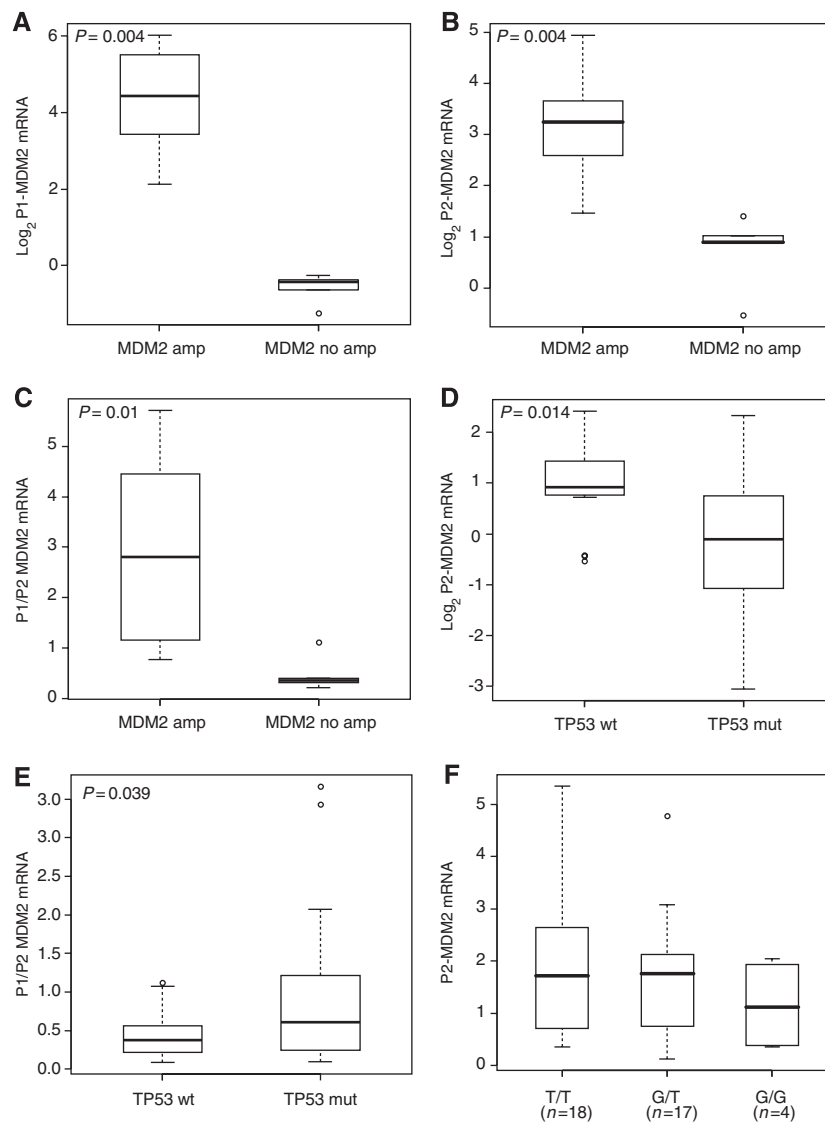 A
P = 0.004
Log2 P1-MDM2 mRNA
6
4
2
0
MDM2 amp
MDM2 no amp
B
P = 0.004
Log2 P2-MDM2 mRNA
5
4
3
2
1
0
MDM2 amp
MDM2 no amp
C
P = 0.01
P1/P2 MDM2 mRNA
5
4
3
2
1
0
MDM2 amp
MDM2 no amp
D
P = 0.014
Log2 P2-MDM2 mRNA
2
1
0
-1
-2
-3
TP53 wt
TP53 mut
E
P = 0.039
P1/P2 MDM2 mRNA
3.0
3.0
2.0
1.5
1.0
0.5
0.0
TP53 wt
TP53 mut
F
P2-MDM2 mRNA
5
4
3
2
1
0
T/T
(n=18)
G/T
(n=17)
G/G
(n=4)